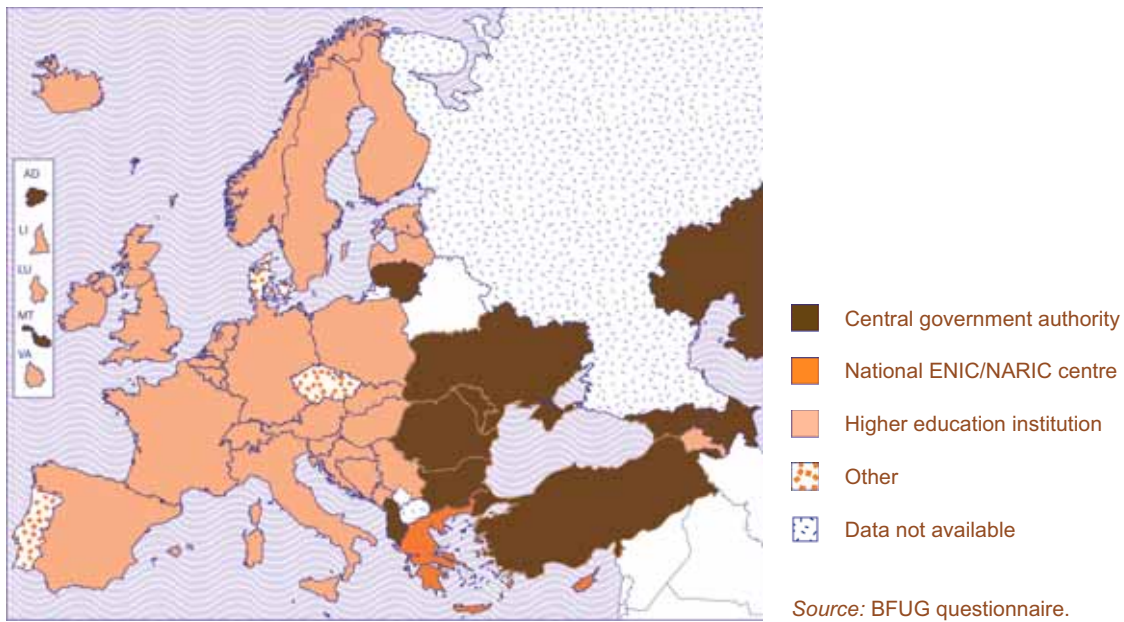 AD
LI
LU
MT
VA
Central government authority
National ENIC/NARIC centre
Higher education institution
Other
Data not available
Source: BFUG questionnaire.